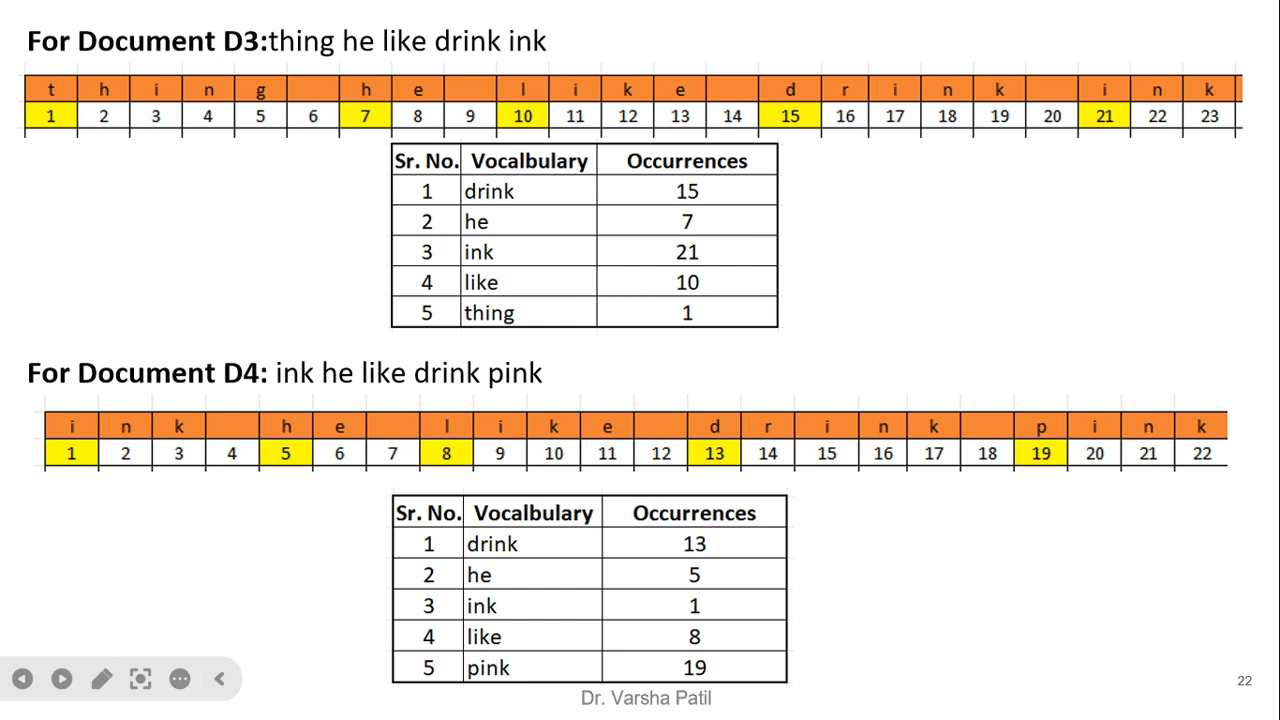 For Document D3:thing he like drink ink
t h i n g h e l i k e d r i n k i n k
1 2 3 4 5 6 7 8 9 10 11 12 13 14 15 16 17 18 19 20 21 22 23
Sr. No. Vocalbulary Occurrences
1 drink 15
2 he 7
3 ink 21
4 like 10
5 thing 1
For Document D4: ink he like drink pink
i n k h e l i k e d r i n k p i n k
1 2 3 4 5 6 7 8 9 10 11 12 13 14 15 16 17 18 19 20 21 22
Sr. No. Vocalbulary Occurrences
1 drink 13
2 he 5
3 ink 1
4 like 8
5 pink 19
Dr. Varsha Patil
22